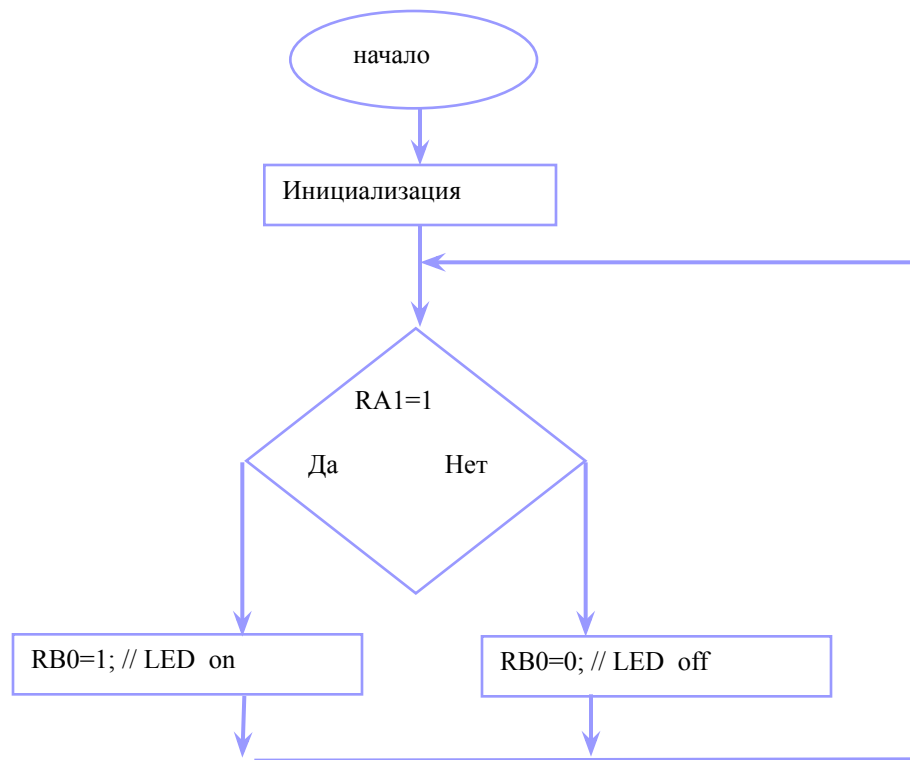 начало
Инициализация
RA1=1
Да Нет
RB0=1; // LED on
RB0=0; // LED off